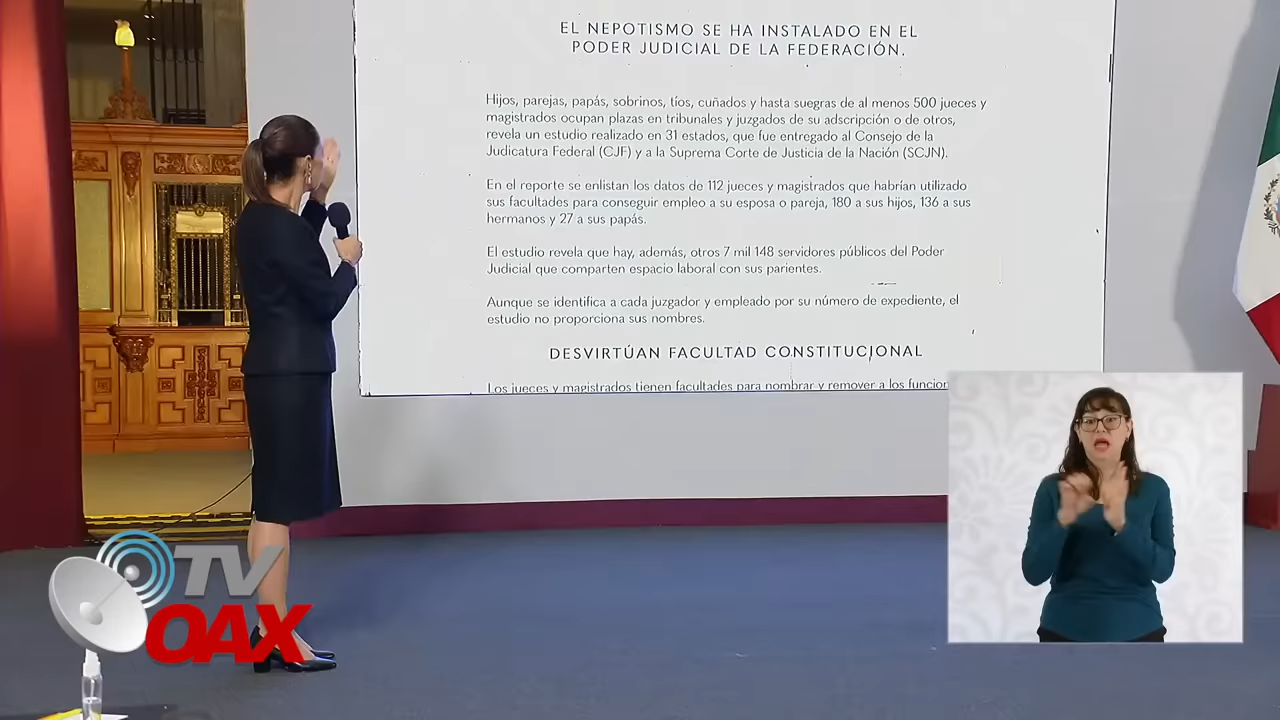 EL NEPOTISMO SE HA INSTALADO EN EL
PODER JUDICIAL DE LA FEDERACIÓN.
Hijos, parejas, papás, sobrinos, tíos, cuñados y hasta suegras de al menos 500 jueces y
magistrados ocupan plazas en tribunales y juzgados de su adscripción o de otros,
revela un estudio realizado en 31 estados, que fue entregado al Consejo de la
Judicatura Federal (CJF) y a la Suprema Corte de Justicia de la Nación (SCJN).
En el reporte se enlistan los datos de 112 jueces y magistrados que habrían utilizado
sus facultades para conseguir empleo a su esposa o pareja, 180 a sus hijos, 136 a sus
hermanos y 27 a sus papás.
El estudio revela que hay, además, otros 7 mil 148 servidores públicos del Poder
Judicial que comparten espacio laboral con sus parientes.
Aunque se identifica a cada juzgador y empleado por su número de expediente, el
estudio no proporciona sus nombres.
DESVIRTÚAN FACULTAD CONSTITUCIONAL
Los jueces y magistrados tienen facultades para nombrar y remover a los funcion
TV
OAX